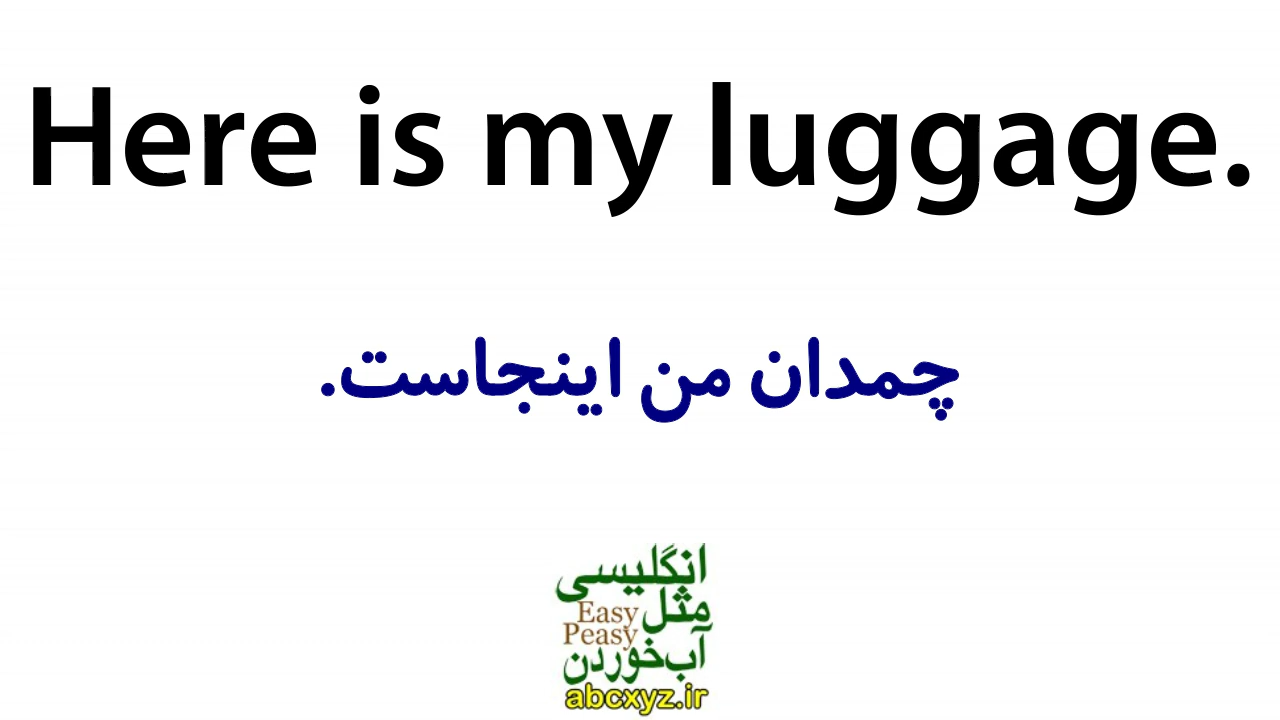 Here is my luggage.
چمدان من اینجاست.
انگلیسی
مثل
Easy
Peasy
آب خوردن
abcxyz.ir